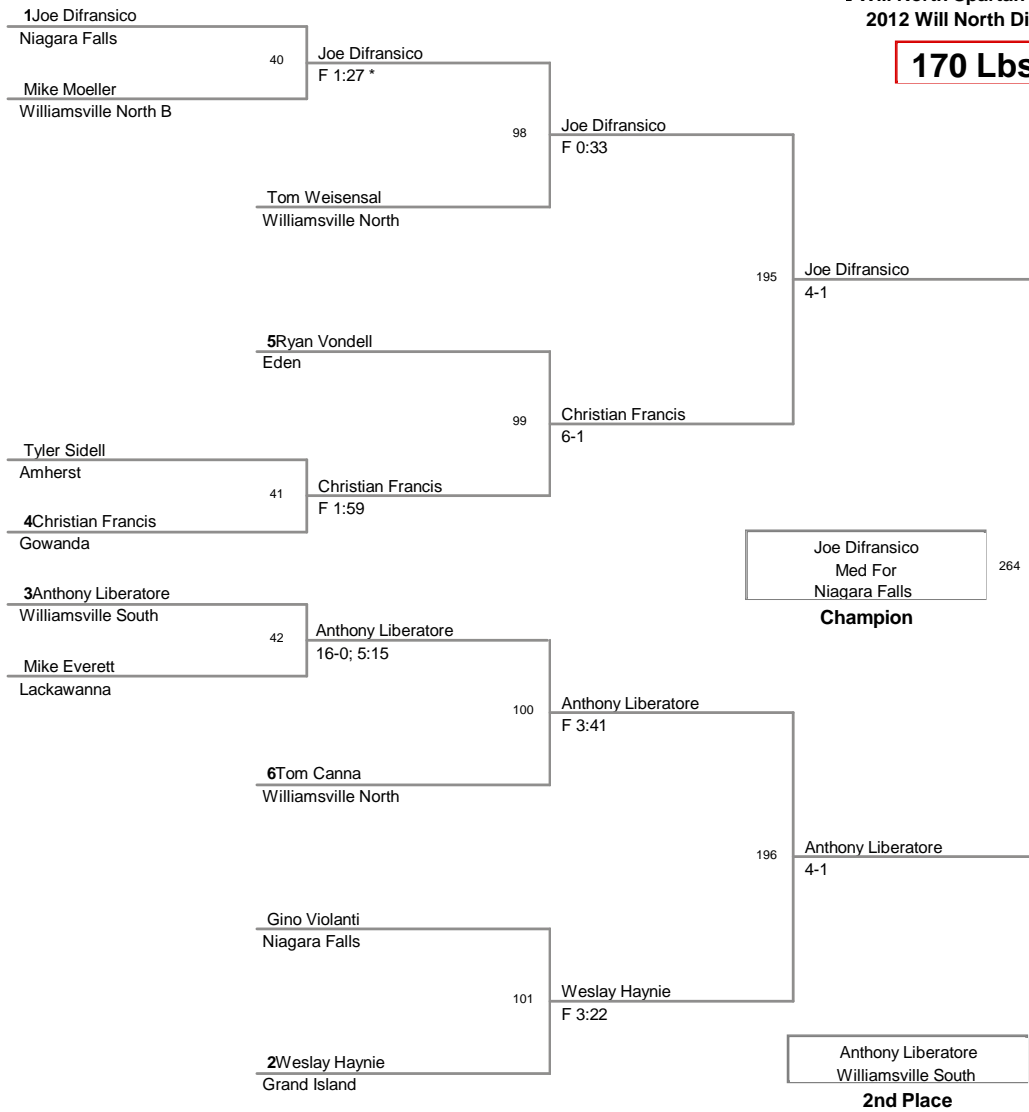 1 Will North Spartan
2012 Will North Di
170 Lbs
1Joe Difransico
Niagara Falls
40
Joe Difransico
F 1:27 *
Mike Moeller
Williamsville North B
98
Joe Difransico
F 0:33
Tom Weisensal
Williamsville North
195
Joe Difransico
4-1
5Ryan Vondell
Eden
99
Christian Francis
6-1
Tyler Sidell
Amherst
41
Christian Francis
F 1:59
4Christian Francis
Gowanda
Joe Difransico
Med For
Niagara Falls
264
Champion
3Anthony Liberatore
Williamsville South
42
Anthony Liberatore
16-0; 5:15
Mike Everett
Lackawanna
100
Anthony Liberatore
F 3:41
6Tom Canna
Williamsville North
196
Anthony Liberatore
4-1
Gino Violanti
Niagara Falls
101
Weslay Haynie
F 3:22
2Weslay Haynie
Grand Island
Anthony Liberatore
Williamsville South
2nd Place